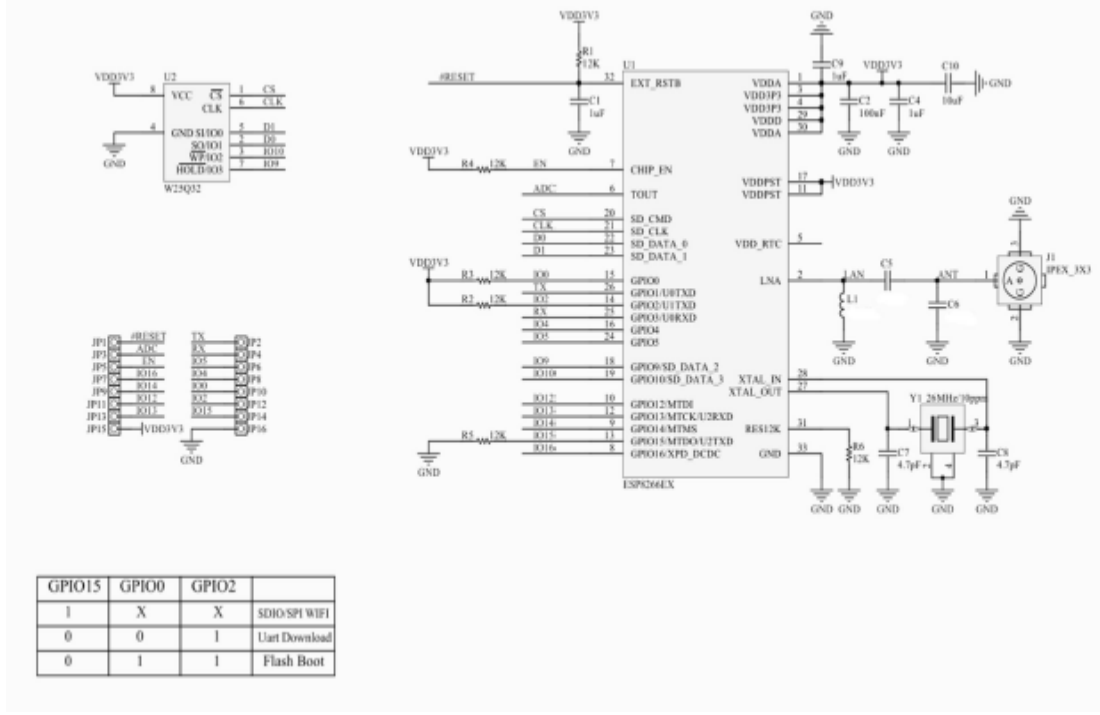 VDD3V3
GND
R1
12K
#RESET
C1
1uF
GND
U1
32 EXT_RSTB
VDDA 1
VDD3P3 3
VDD3P3 4
VDDD 29
VDDA 30
C9
1uF
VDD3V3
C10
10uF
GND
C2
100uF
C4
1uF
GND
GND
VDD3V3
U2
8 VCC CS 1 CS
CLK 6 CLK
4 GND SI/IO0 5 D1
SO/IO1 2 D0
WP/IO2 3 IO10
HOLD/IO3 7 IO9
GND
W25Q32
VDD3V3
R4 12K EN 7 CHIP_EN
ADC 6 TOUT
CS 20 SD_CMD
CLK 21 SD_CLK
D0 22 SD_DATA_0
D1 23 SD_DATA_1
VDD3V3
R3 12K IO0 15 GPIO0
TX 26 GPIO1/U0TXD
R2 12K IO2 14 GPIO2/U1TXD
RX 25 GPIO3/U0RXD
IO4 16 GPIO4
IO5 24 GPIO5
IO9 18 GPIO9/SD_DATA_2
IO10 19 GPIO10/SD_DATA_3
IO12 10 GPIO12/MTDI
IO13 12 GPIO13/MTCK/U2RXD
IO14 9 GPIO14/MTMS
R5 12K IO15 13 GPIO15/MTDO/U2TXD
IO16 8 GPIO16/XPD_DCDC
GND
ESP8266EX
VDDPST 17 VDD3V3
VDDPST 11
VDD_RTC 5
LNA 2 LAN C5 ANT 1
L1
C6
GND
GND
GND
3
J1
IPEX_3X3
G
A
G
2
GND
XTAL_IN 28
XTAL_OUT 27
Y1 26MHz/10ppm
1 3
2 4
RES12K 31
R6
12K
GND 33
C7
4.7pF
C8
4.7pF
GND GND GND GND GND
JP1 #RESET TX JP2
JP3 ADC RX JP4
JP5 EN IO5 JP6
JP7 IO16 IO4 JP8
JP9 IO14 IO0 JP10
JP11 IO12 IO2 JP12
JP13 IO13 IO15 JP14
JP15 VDD3V3 JP16
GND
GPIO15 GPIO0 GPIO2
1 X X SDIO/SPI WIFI
0 0 1 Uart Download
0 1 1 Flash Boot